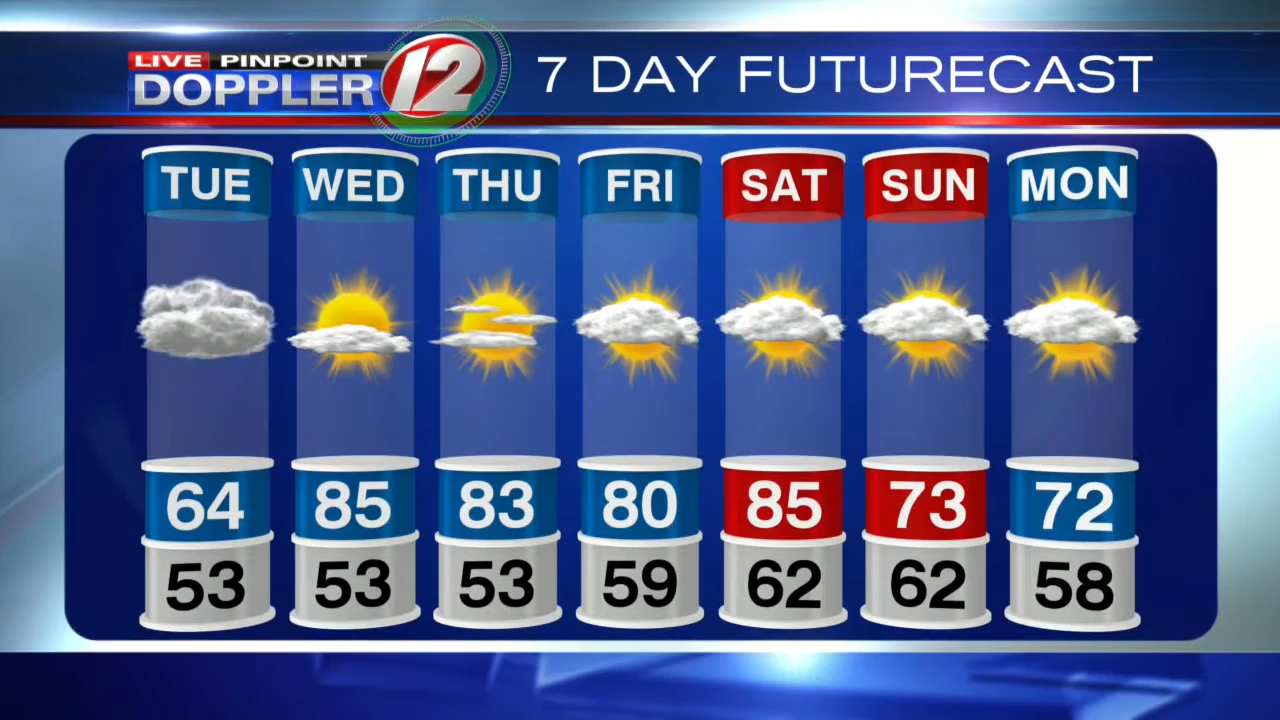 LIVE PINPOINT
DOPPLER 12
7 DAY FUTURECAST
TUE WED THU FRI SAT SUN MON
64 85 83 80 85 73 72
53 53 53 59 62 62 58